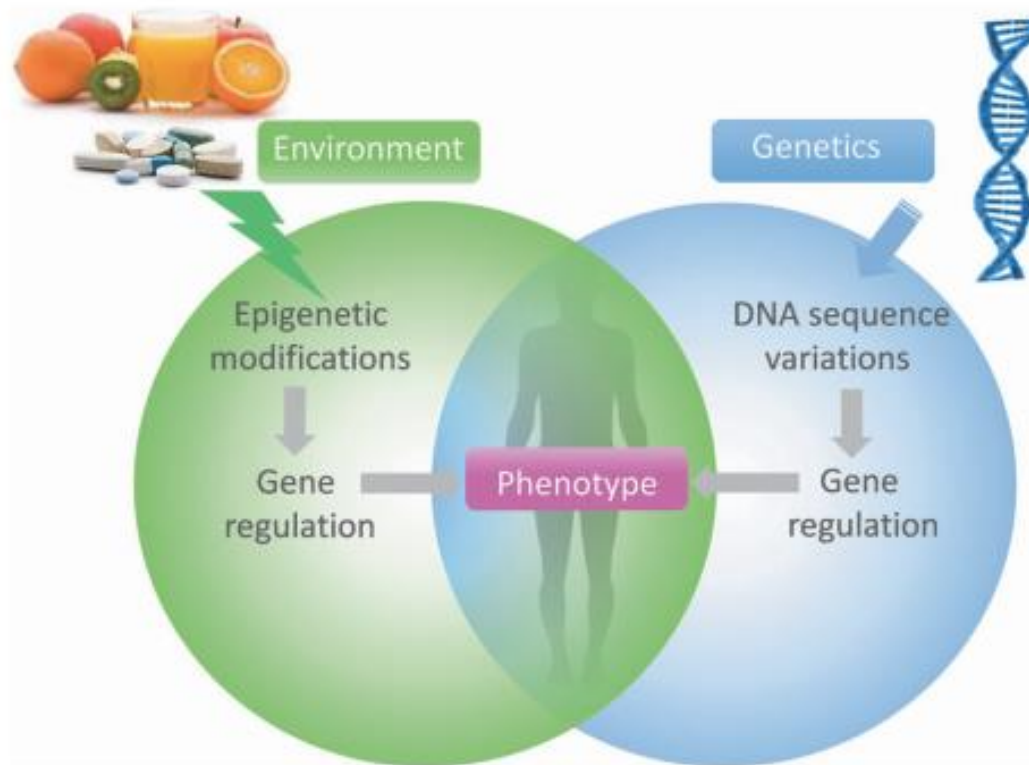 Environment
Genetics
Epigenetic
modifications
DNA sequence
variations
Gene
regulation
Phenotype
Gene
regulation